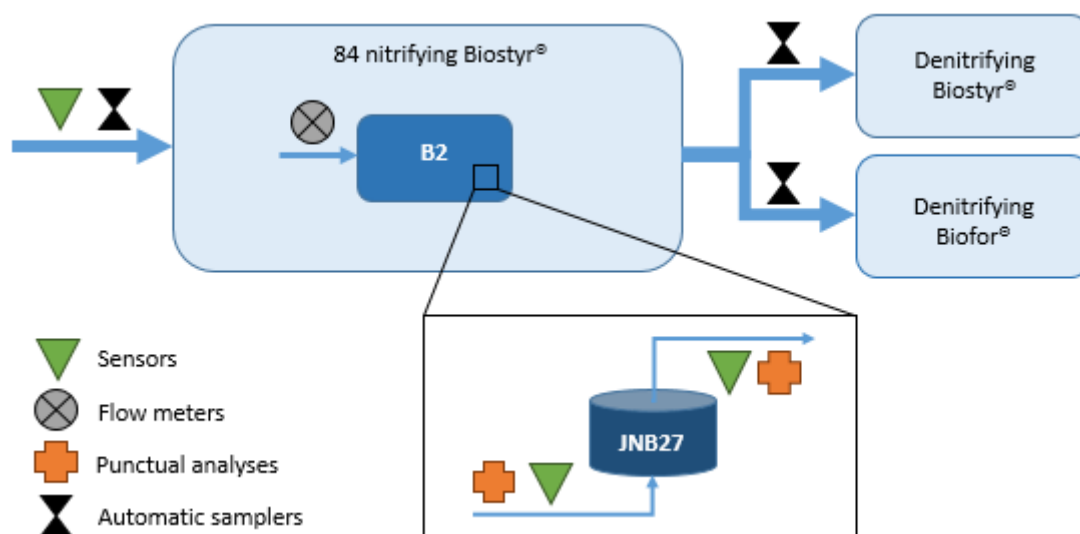 84 nitrifying Biostyr®
B2
Denitrifying
Biostyr®
Denitrifying
Biofor®
JNB27
Sensors
Flow meters
Punctual analyses
Automatic samplers